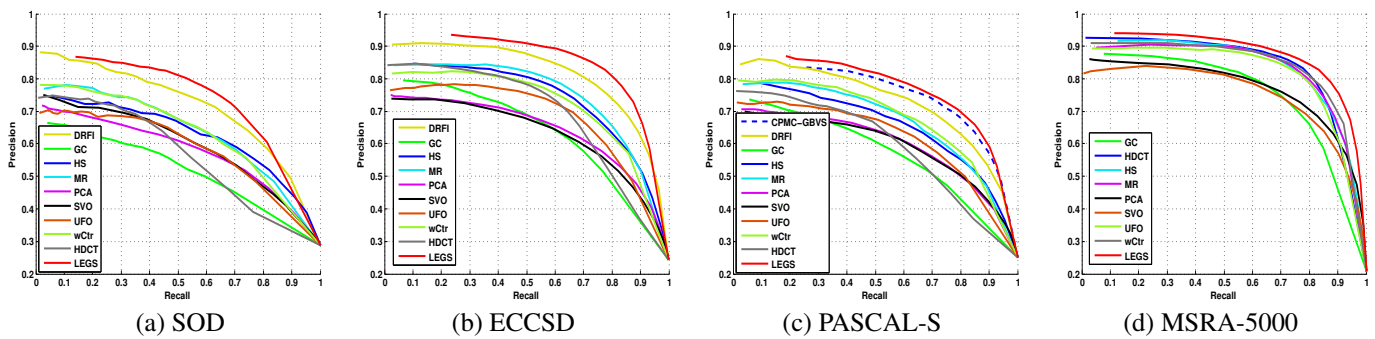 1
0.9
0.8
0.7
0.6
0.5
0.4
0.3
0.2
Precision
DRFI
GC
HS
MR
PCA
SVO
UFO
wCtr
HDCT
LEGS
0 0.1 0.2 0.3 0.4 0.5 0.6 0.7 0.8 0.9 1
Recall
(a) SOD
1
0.9
0.8
0.7
0.6
0.5
0.4
0.3
0.2
Precision
DRFI
GC
HS
MR
PCA
SVO
UFO
wCtr
HDCT
LEGS
0 0.1 0.2 0.3 0.4 0.5 0.6 0.7 0.8 0.9 1
Recall
(b) ECCSD
1
0.9
0.8
0.7
0.6
0.5
0.4
0.3
0.2
Precision
CPMC-GBVS
DRFI
GC
HS
MR
PCA
SVO
UFO
wCtr
HDCT
LEGS
0 0.1 0.2 0.3 0.4 0.5 0.6 0.7 0.8 0.9 1
Recall
(c) PASCAL-S
1
0.9
0.8
0.7
0.6
0.5
0.4
0.3
0.2
Precision
GC
HDCT
HS
MR
PCA
SVO
UFO
wCtr
LEGS
0 0.1 0.2 0.3 0.4 0.5 0.6 0.7 0.8 0.9 1
Recall
(d) MSRA-5000